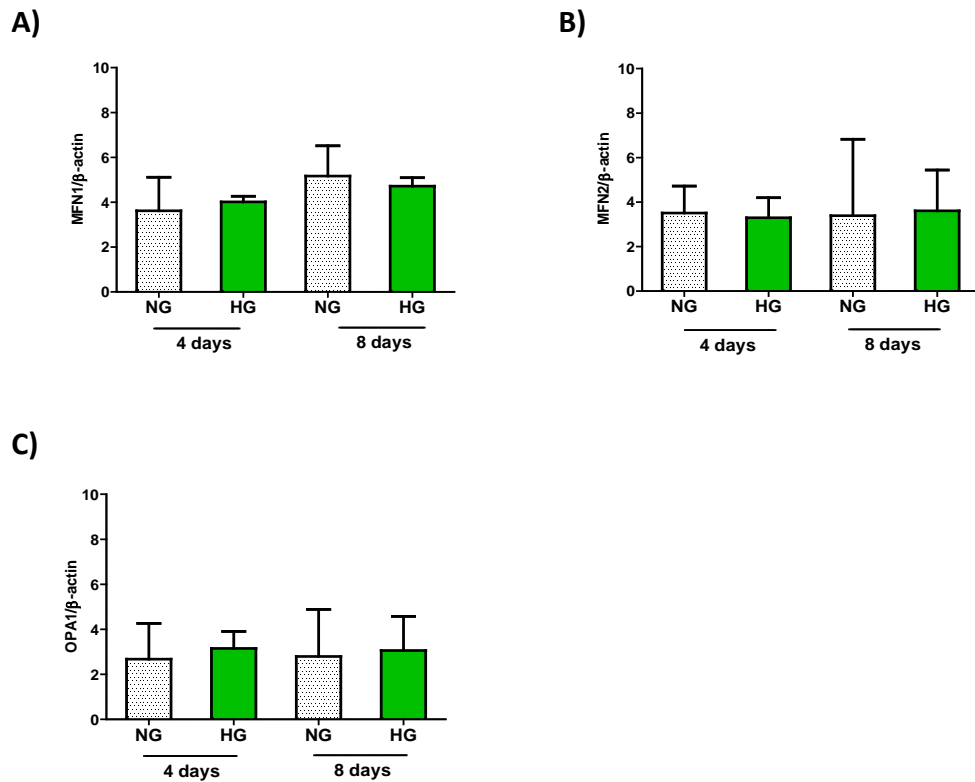 A)
10
8
6
4
2
0
MFN1/β-actin
NG HG NG HG
4 days 8 days
B)
10
8
6
4
2
0
MFN2/β-actin
NG HG NG HG
4 days 8 days
C)
10
8
6
4
2
0
OPA1/β-actin
NG HG NG HG
4 days 8 days